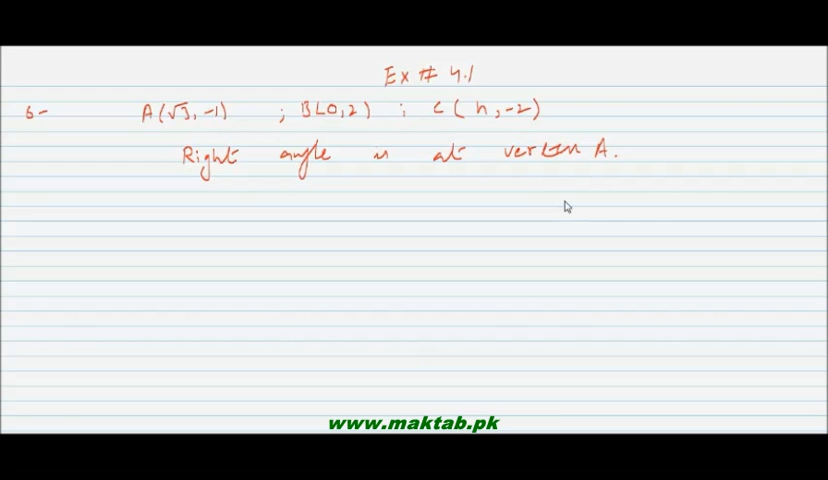 Ex # 4.1
6- A(√3, -1) ; B(0,2) ; C(h, -2)
Right angle is at vertex A.
www.maktab.pk